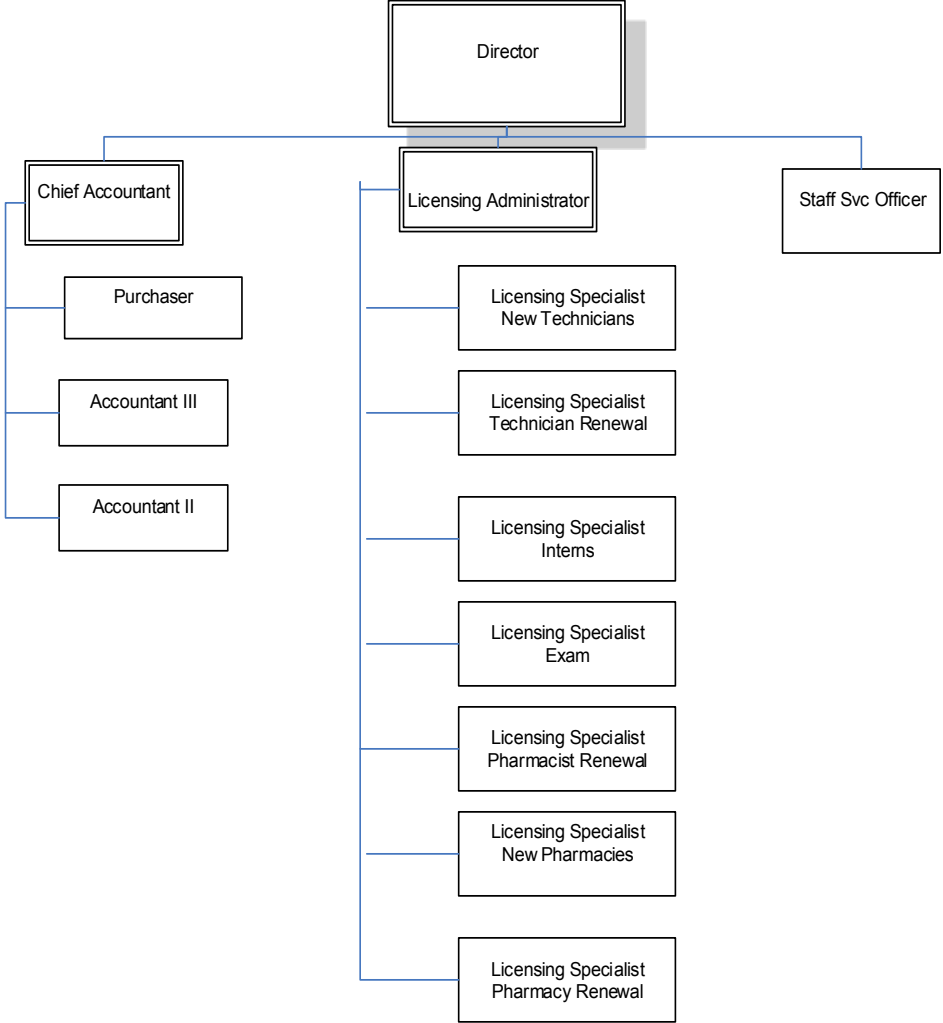 Director
Chief Accountant
Licensing Administrator
Staff Svc Officer
Purchaser
Accountant III
Accountant II
Licensing Specialist
New Technicians
Licensing Specialist
Technician Renewal
Licensing Specialist
Interns
Licensing Specialist
Exam
Licensing Specialist
Pharmacist Renewal
Licensing Specialist
New Pharmacies
Licensing Specialist
Pharmacy Renewal